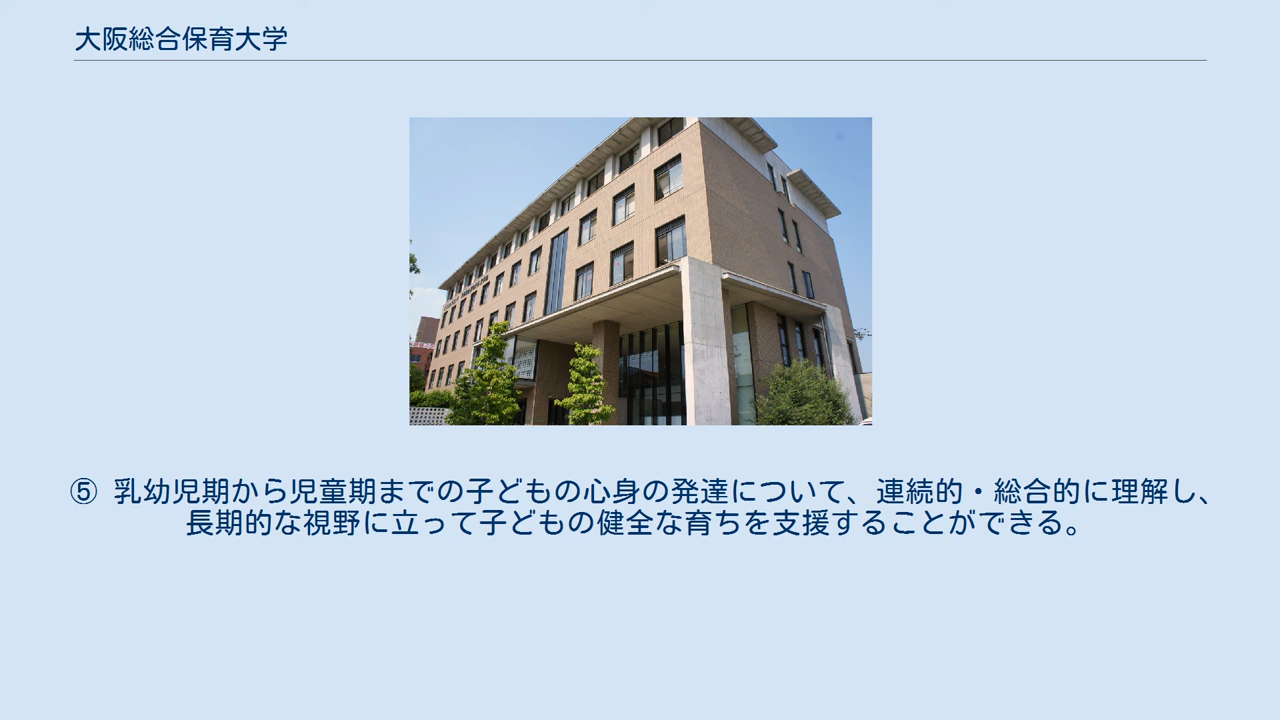 大阪総合保育大学
⑤ 乳幼児期から児童期までの子どもの心身の発達について、連続的・総合的に理解し、
長期的な視野に立って子どもの健全な育ちを支援することができる。